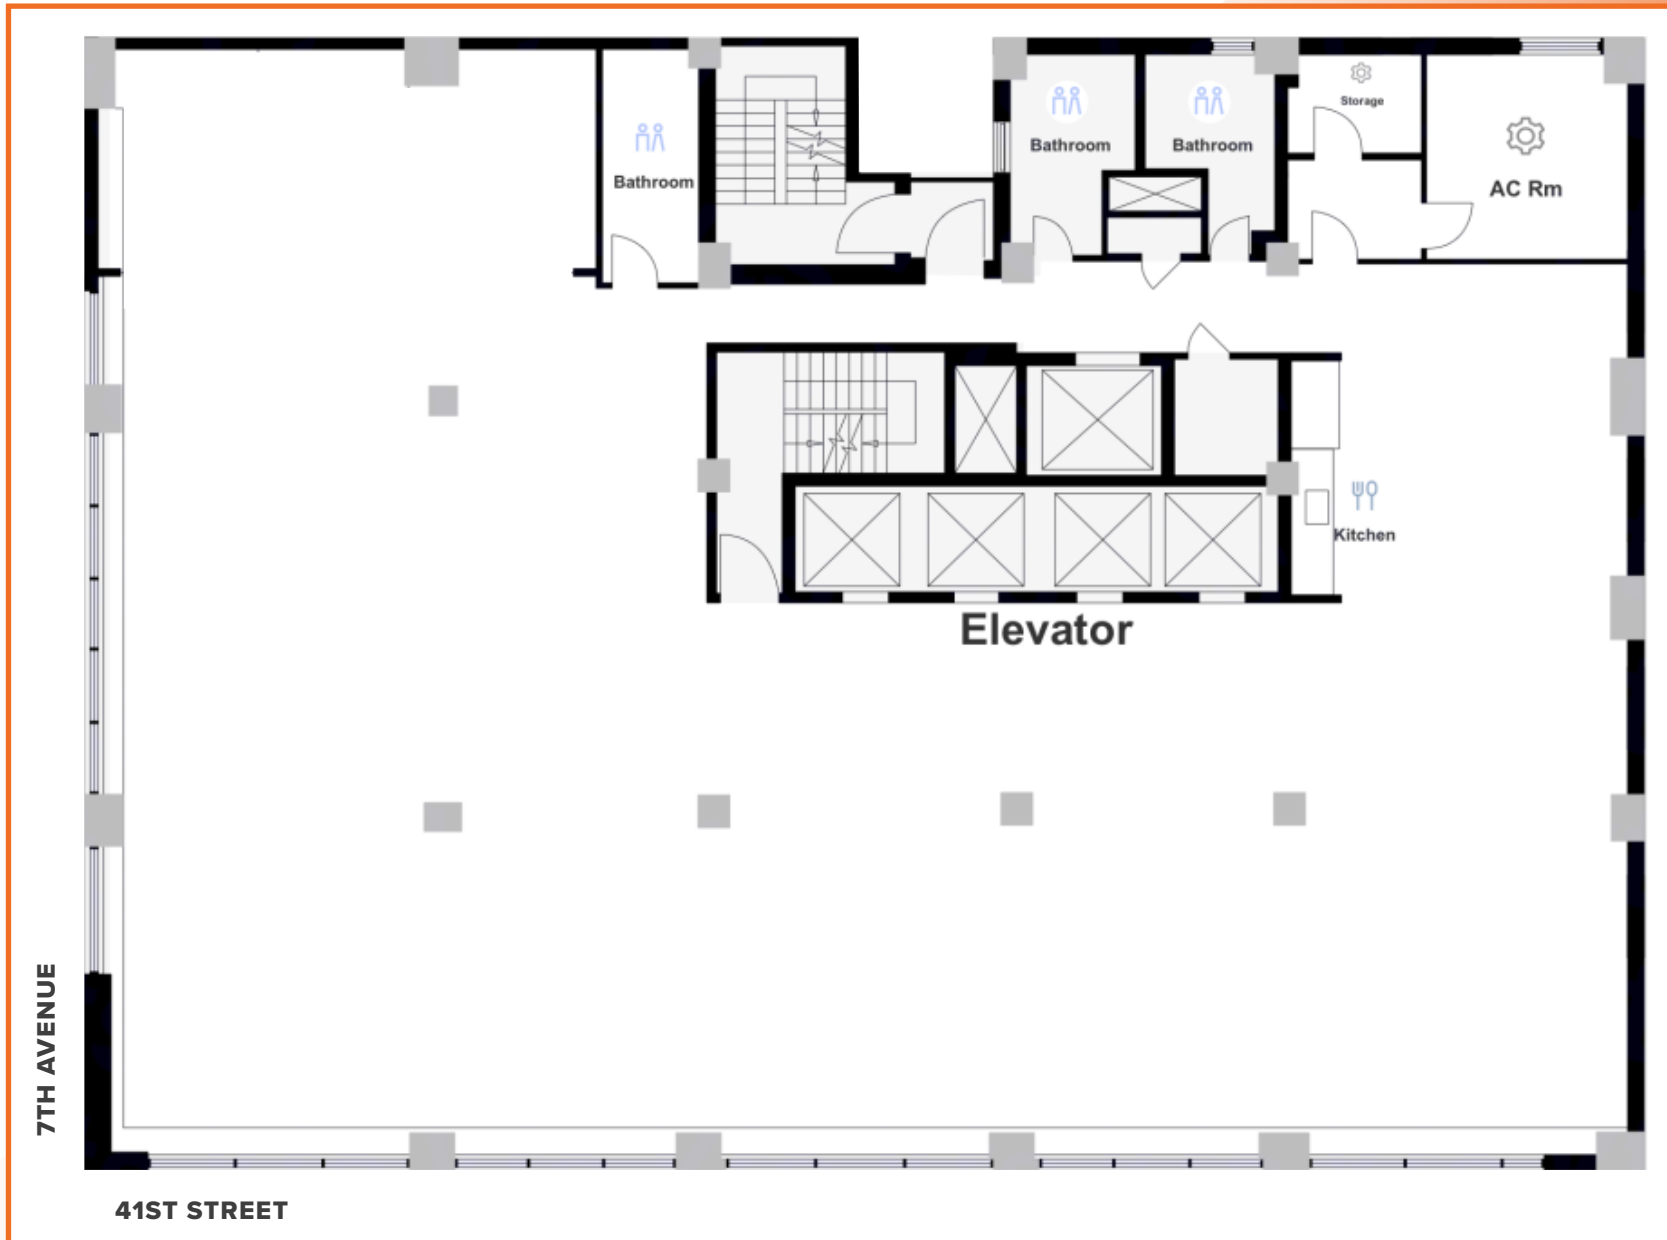 Storage
Bathroom
Bathroom
Bathroom
AC Rm
Kitchen
Elevator
7TH AVENUE
41ST STREET